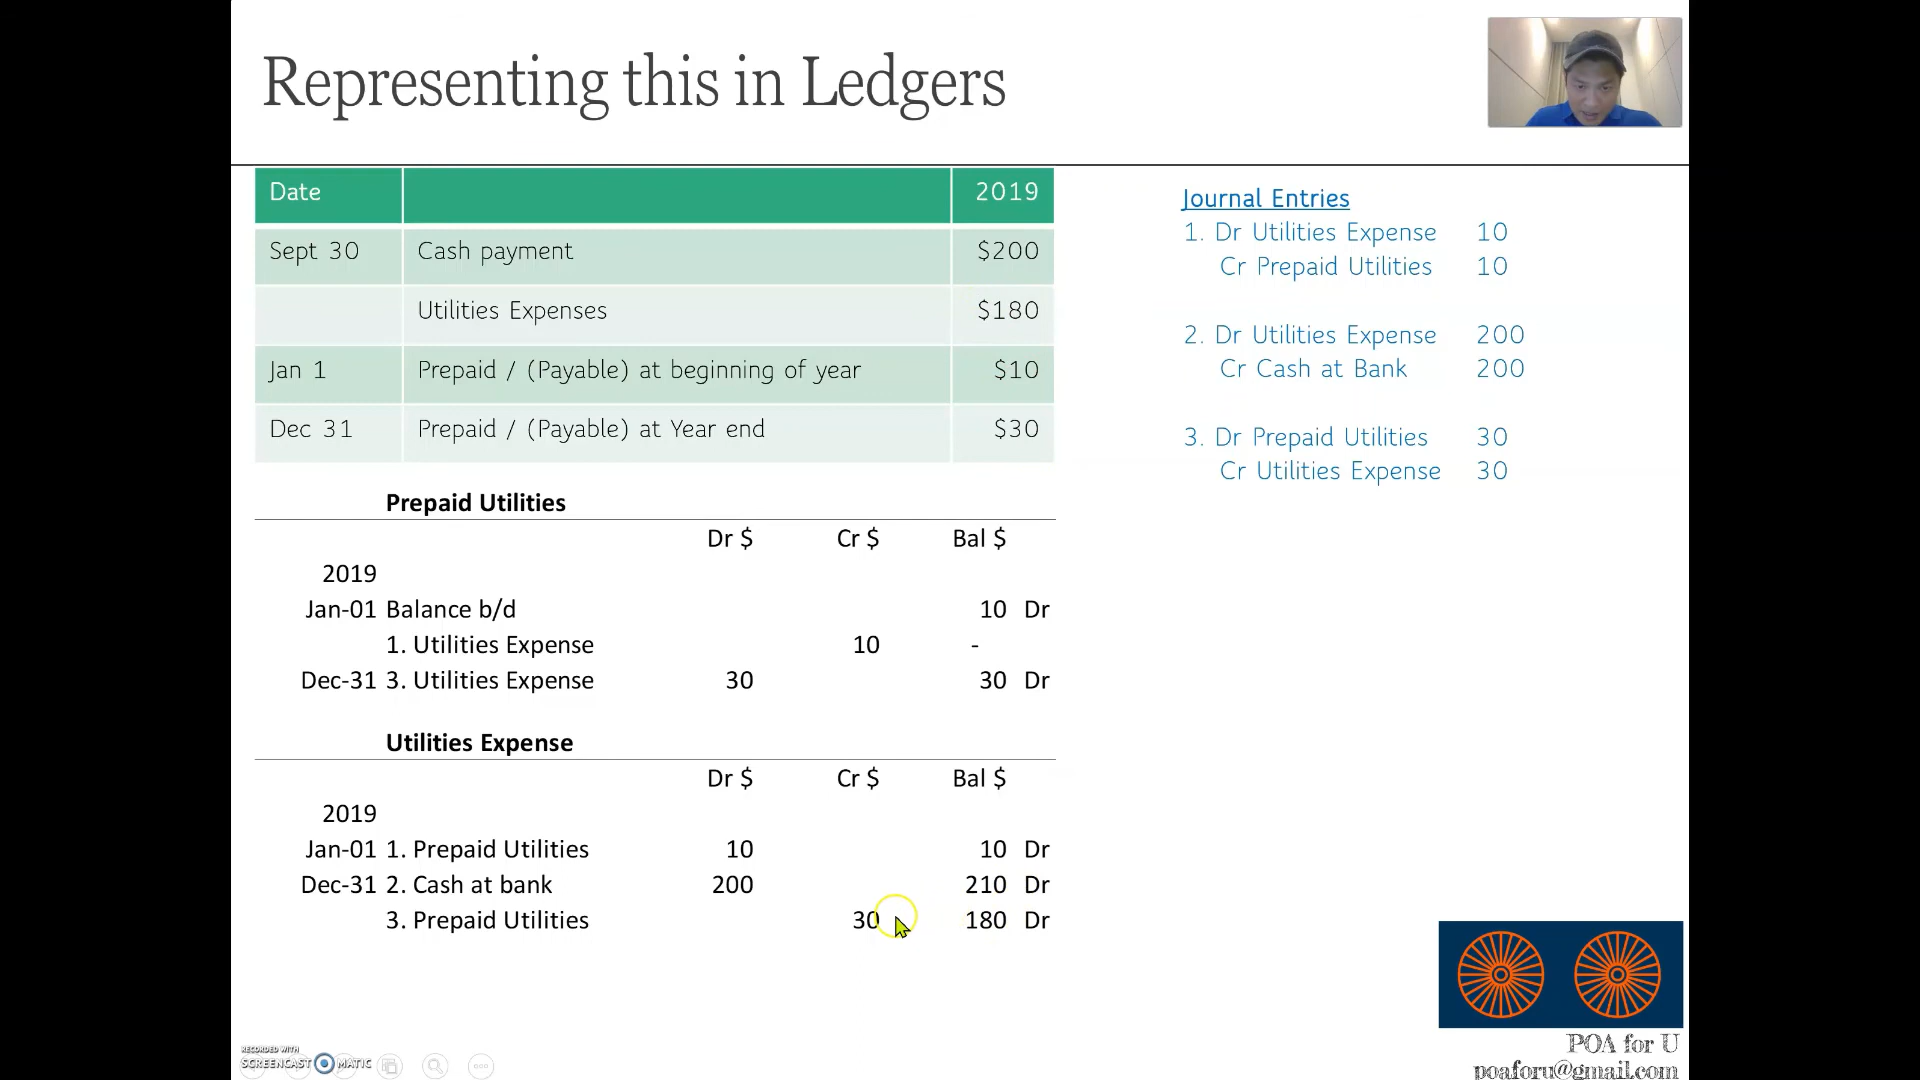 Representing this in Ledgers
Date 2019
Sept 30 Cash payment $200
Utilities Expenses $180
Jan 1 Prepaid / (Payable) at beginning of year $10
Dec 31 Prepaid / (Payable) at Year end $30
Journal Entries
1. Dr Utilities Expense 10
Cr Prepaid Utilities 10
2. Dr Utilities Expense 200
Cr Cash at Bank 200
3. Dr Prepaid Utilities 30
Cr Utilities Expense 30
Prepaid Utilities
Dr $ Cr $ Bal $
2019
Jan-01 Balance b/d 10 Dr
1. Utilities Expense 10 -
Dec-31 3. Utilities Expense 30 30 Dr
Utilities Expense
Dr $ Cr $ Bal $
2019
Jan-01 1. Prepaid Utilities 10 10 Dr
Dec-31 2. Cash at bank 200 210 Dr
3. Prepaid Utilities 30 180 Dr
RECORDED WITH
SCREENCAST MATIC
POA for U
poaforu@gmail.com